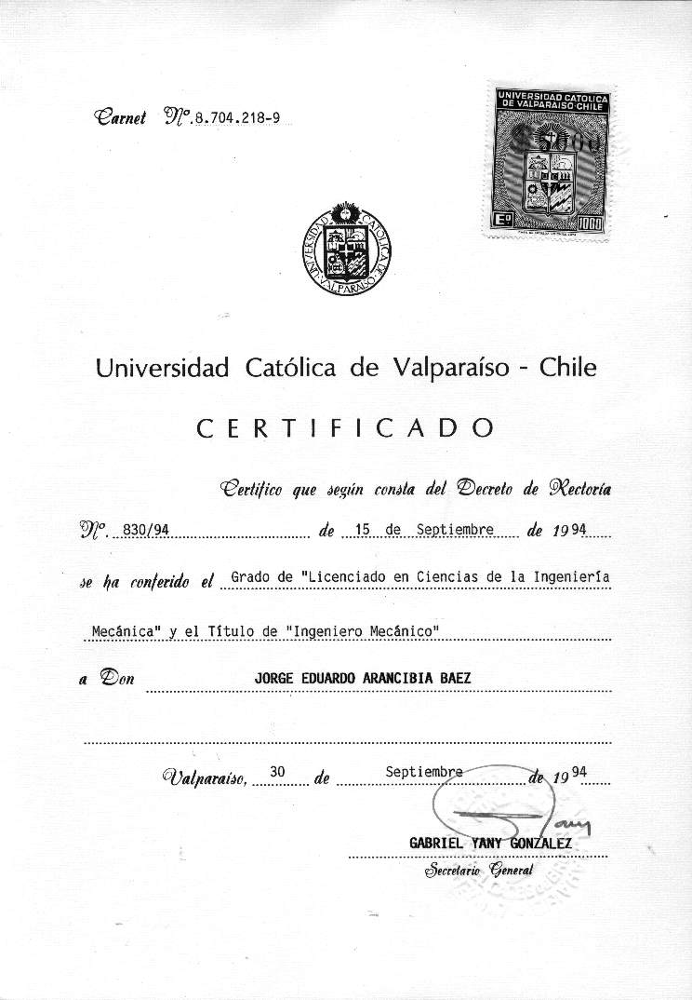 UNIVERSIDAD CATOLICA
DE VALPARAISO-CHILE
$5000
Eº 10
Carnet Nº. 8.704.218-9
UNIVERSIDAD CATOLICA DE VALPARAISO
Universidad Católica de Valparaíso - Chile
CERTIFICADO
Certifico que según consta del Decreto de Rectoría
Nº. 830/94 de 15 de Septiembre de 1994
se ha conferido el Grado de "Licenciado en Ciencias de la Ingeniería
Mecánica" y el Título de "Ingeniero Mecánico"
a Don JORGE EDUARDO ARANCIBIA BAEZ
Valparaíso, 30 de Septiembre de 1994
GABRIEL YANY GONZALEZ
Secretario General